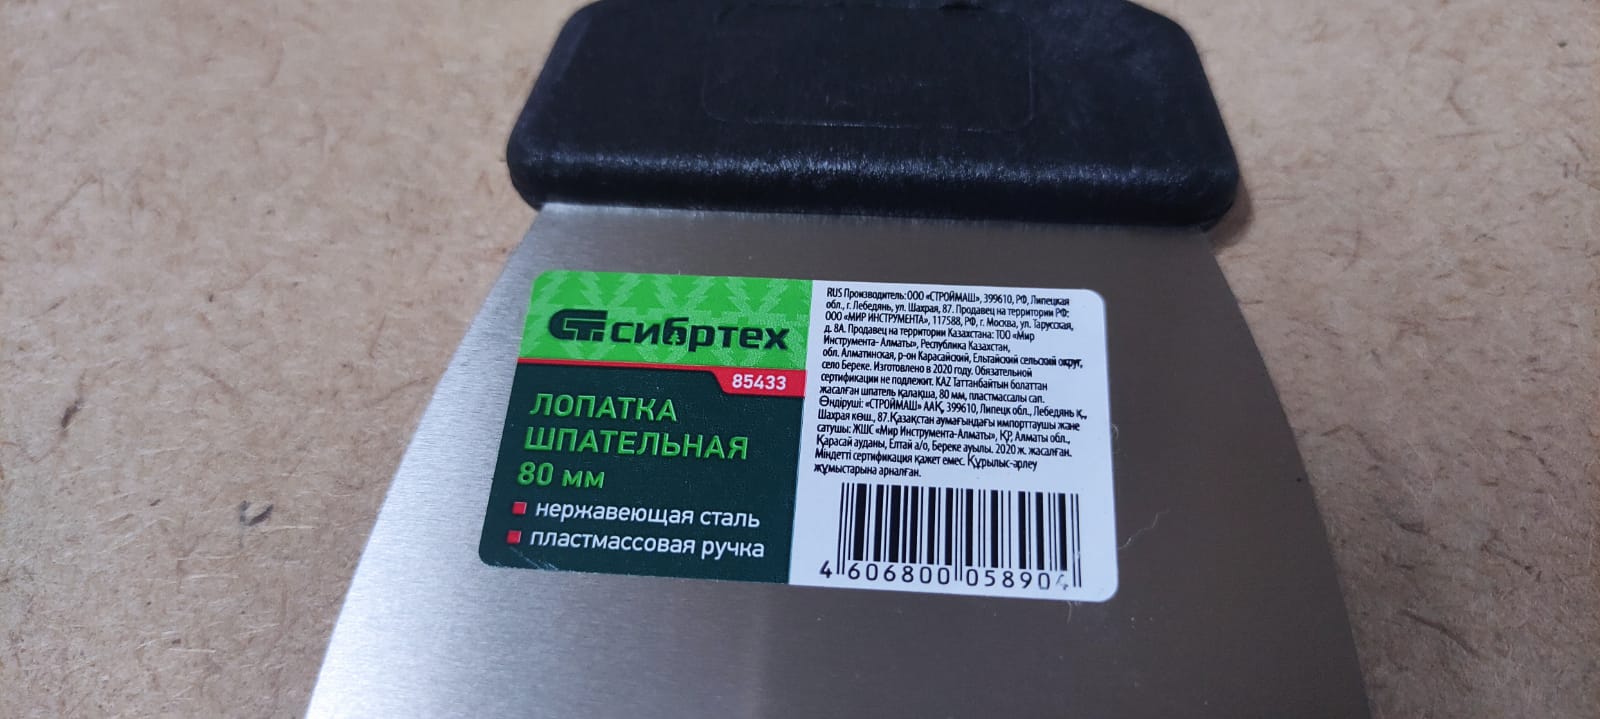 сибртех
85433
ЛОПАТКА
ШПАТЕЛЬНАЯ
80 мм
нержавеющая сталь
пластмассовая ручка
RUS Производитель: ООО «СТРОЙМАШ», 399610, РФ, Липецкая
обл., г. Лебедянь, ул. Шахрая, 87. Продавец на территории РФ:
ООО «МИР ИНСТРУМЕНТА», 117588, РФ, г. Москва, ул. Тарусская,
д. 8А. Продавец на территории Казахстана: ТОО «Мир
Инструмента- Алматы», Республика Казахстан,
обл. Алматинская, р-он Карасайский, Ельтайский сельский округ,
село Береке. Изготовлено в 2020 году. Обязательной
сертификации не подлежит. KAZ Таттанбайтын болаттан
жасалған шпатель қалақша, 80 мм, пластмассалы сап.
Өндіруші: «СТРОЙМАШ» ААҚ, 399610, Липецк обл., Лебедянь қ.,
Шахрая көш., 87. Қазақстан аумағындағы импорттаушы және
сатушы: ЖШС «Мир Инструмента-Алматы», ҚР, Алматы обл.,
Қарасай ауданы, Елтай а/о, Береке ауылы. 2020 ж. жасалған.
Міндетті сертификация қажет емес. Құрылыс-әрлеу
жұмыстарына арналған.
4 606800 058904